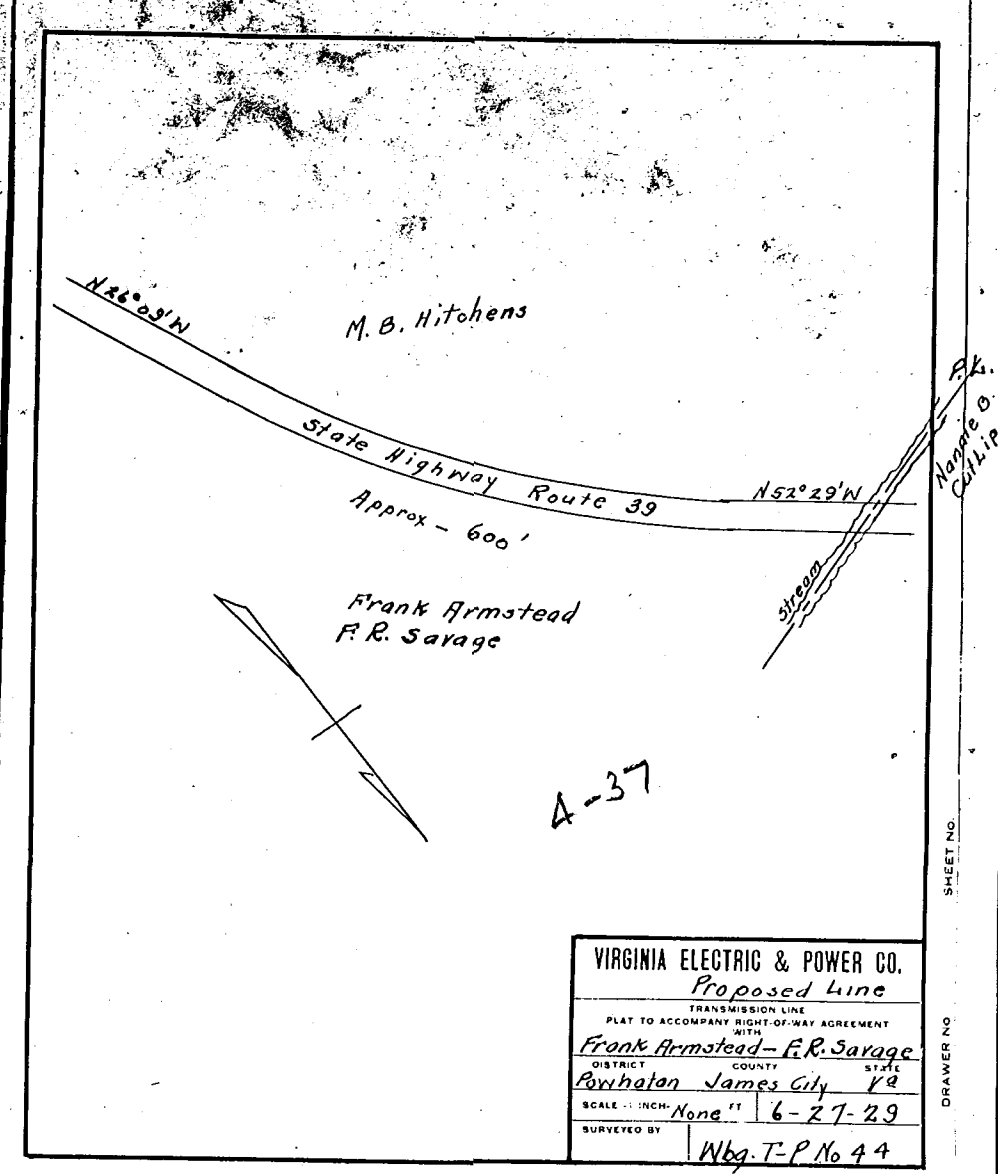 N26°09'W
M. B. Hitchens
P.L.
Nannie B.
Cutlip
State Highway Route 39
N52°29'W
Approx - 600'
Stream
Frank Armstead
F. R. Savage
4-37
SHEET NO.
DRAWER NO
VIRGINIA ELECTRIC & POWER CO.
Proposed Line
TRANSMISSION LINE
PLAT TO ACCOMPANY RIGHT-OF-WAY AGREEMENT
WITH
Frank Armstead - F.R. Savage
DISTRICT COUNTY STATE
Powhatan James City Va
SCALE - 1 INCH - None FT 6-27-29
SURVEYED BY
Wbg. T-P No 44